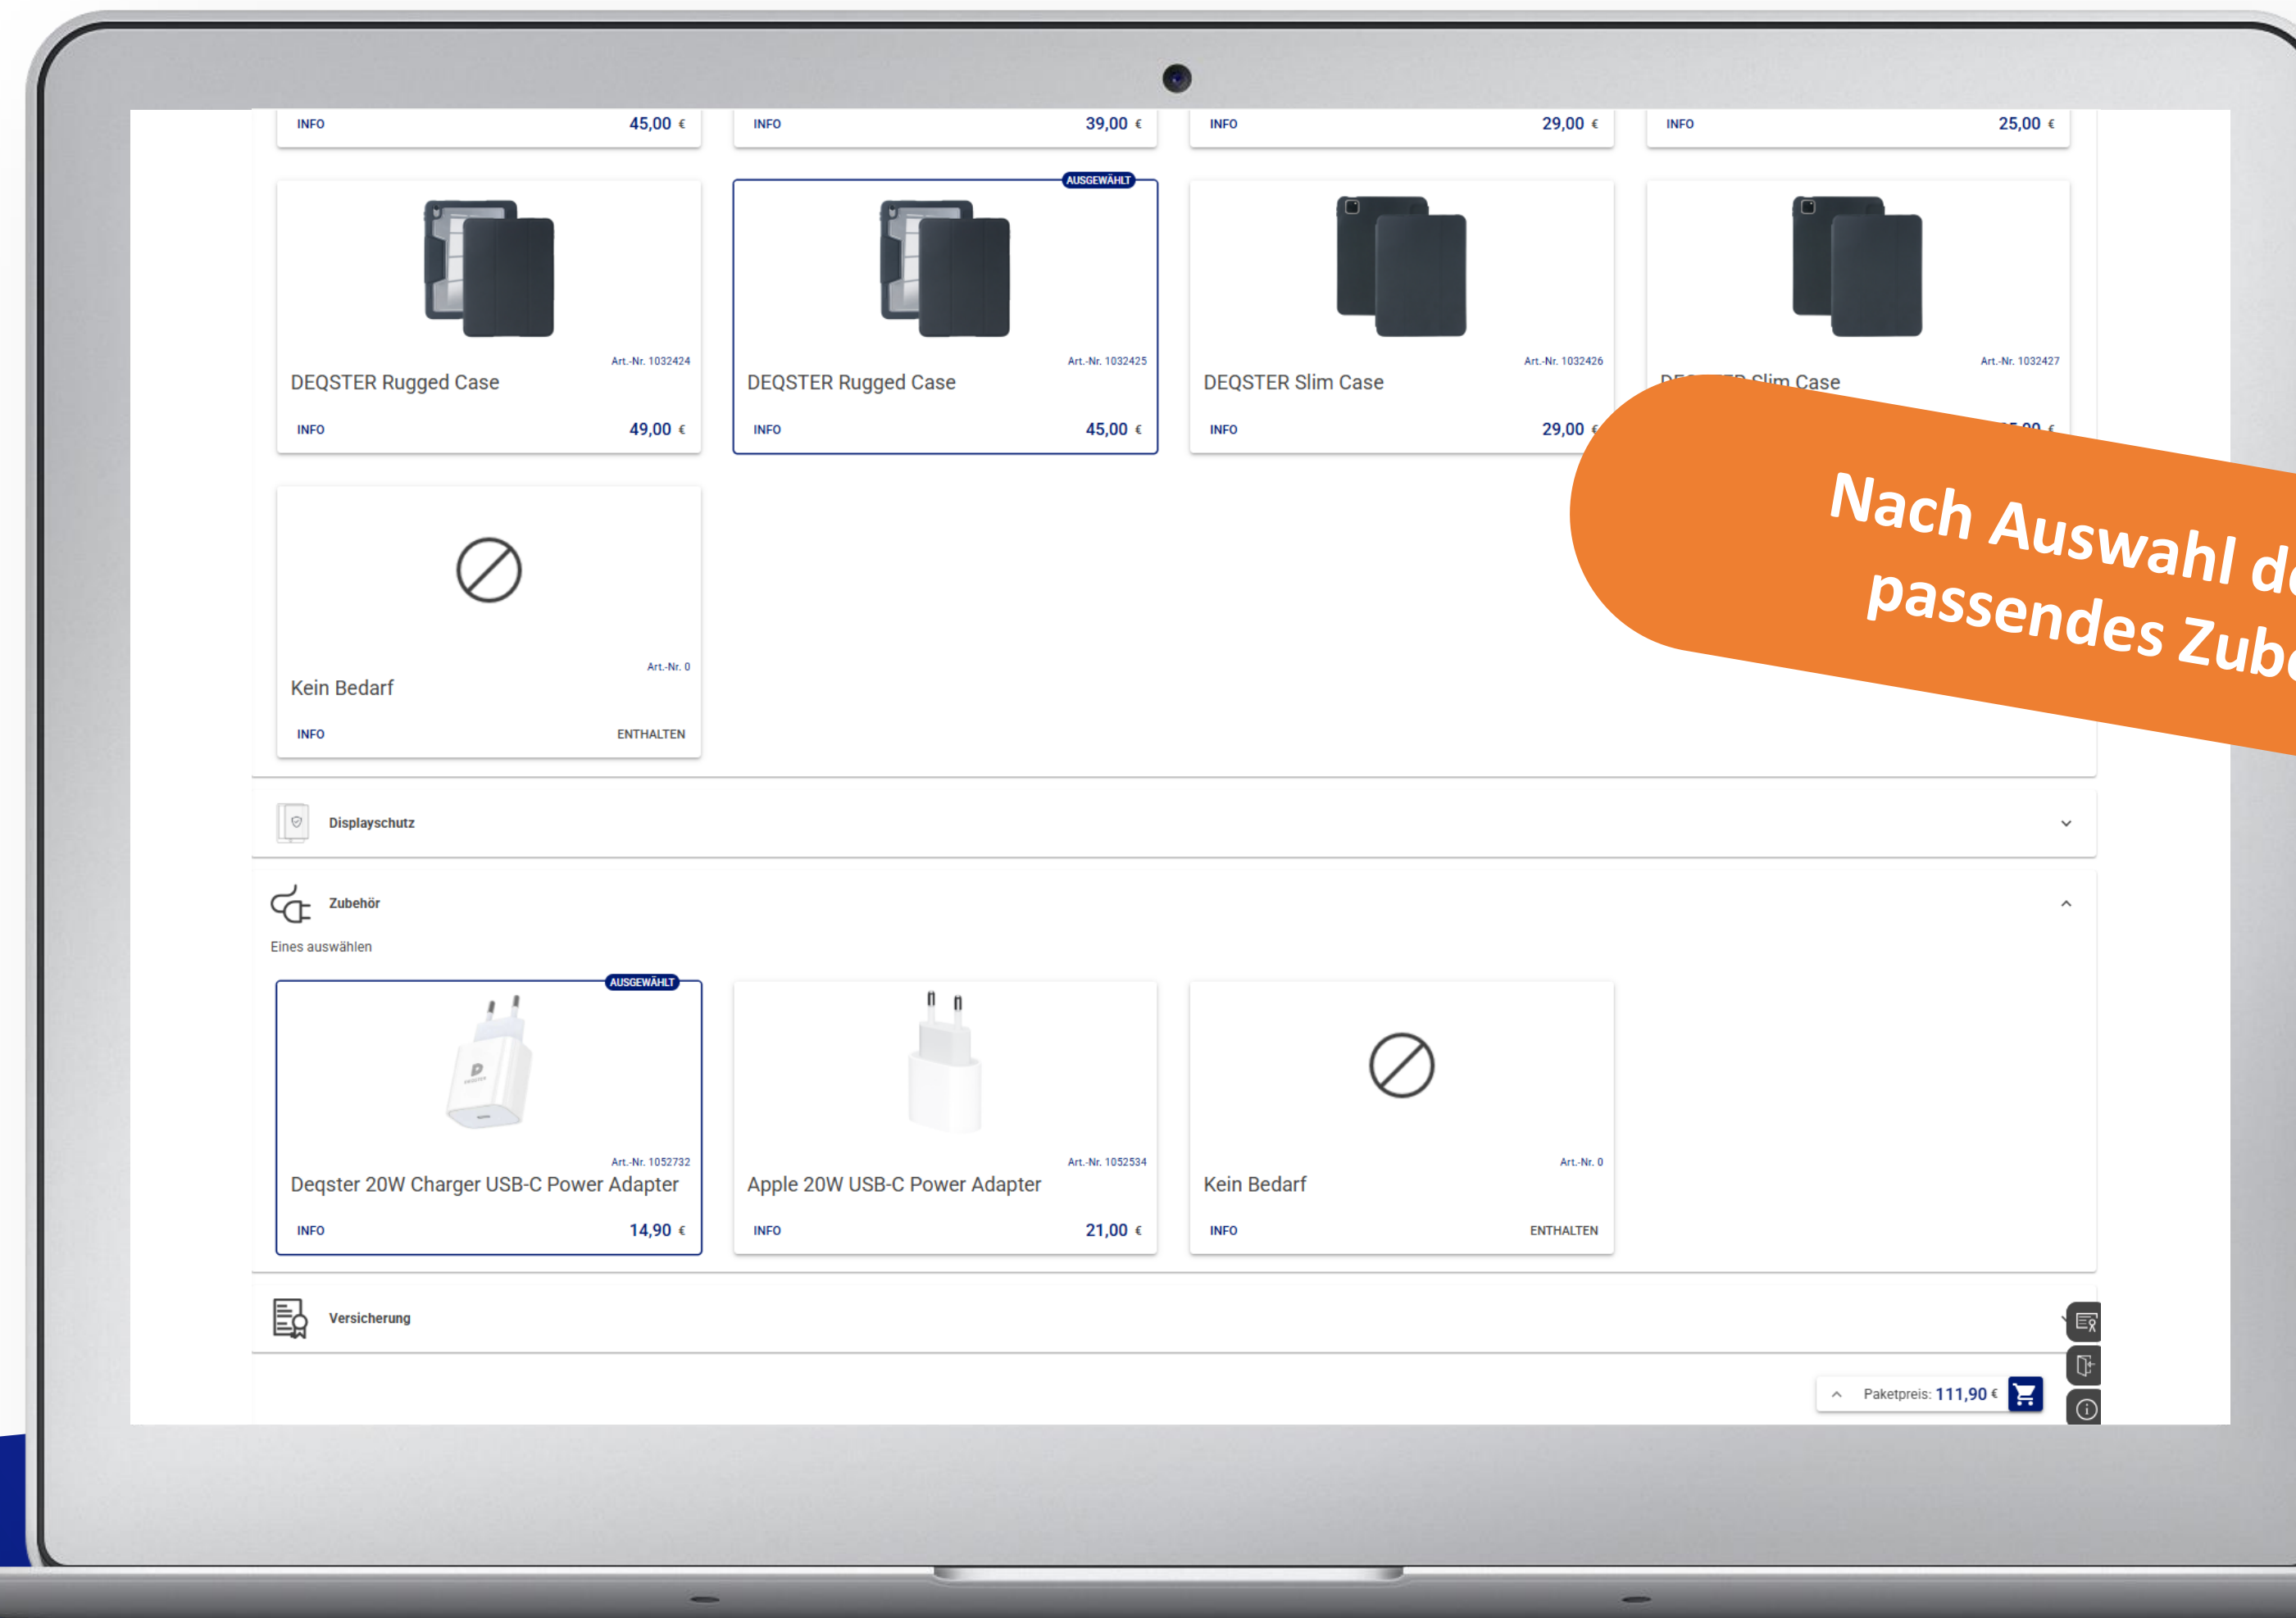 INFO 45,00 € INFO 39,00 € INFO 29,00 € INFO 25,00 €
AUSGEWÄHLT
Art.-Nr. 1032424 Art.-Nr. 1032425 Art.-Nr. 1032426 Art.-Nr. 1032427
DEQSTER Rugged Case DEQSTER Rugged Case DEQSTER Slim Case Slim Case
INFO 49,00 € INFO 45,00 € INFO 29,00 € €
Nach Auswahl
passendes
Art.-Nr. 0
Kein Bedarf
INFO ENTHALTEN
Displayschutz
Zubehör
Eines auswählen
AUSGEWÄHLT
DEQSTER
Art.-Nr. 1052732 Art.-Nr. 1052534 Art.-Nr. 0
Deqster 20W Charger USB-C Power Adapter Apple 20W USB-C Power Adapter Kein Bedarf
INFO 14,90 € INFO 21,00 € INFO ENTHALTEN
Versicherung
Paketpreis: 111,90 €